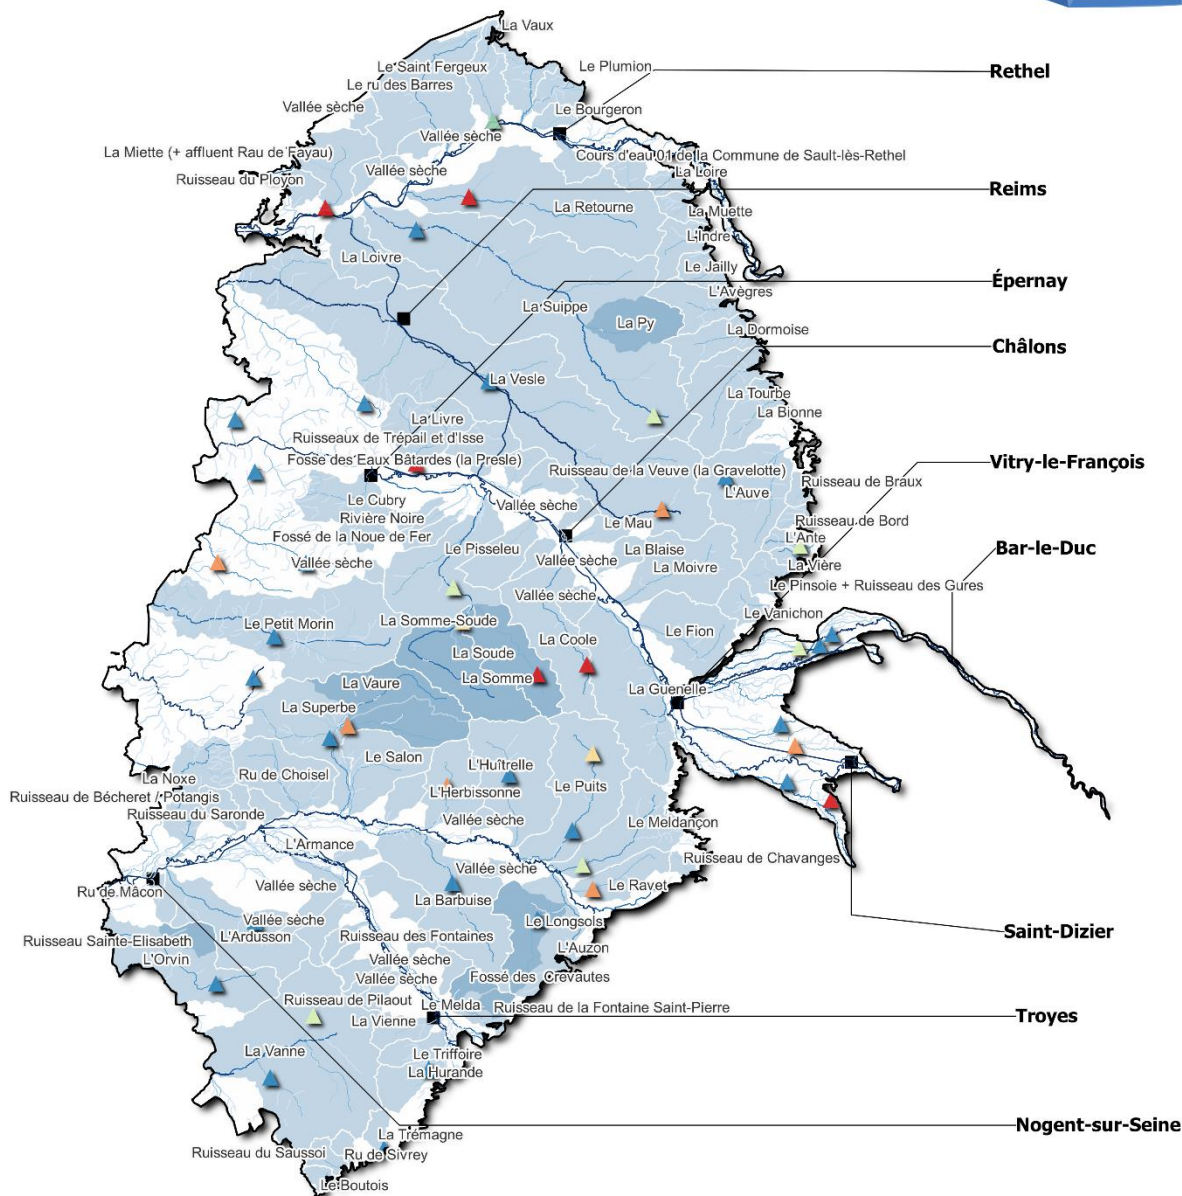 La Vaux
Le Saint Fergeux
Le Plumion
Rethel
Le ru des Barres
Vallée sèche
Le Bourgeron
Vallée sèche
La Miette (+ affluent Rau de Fayau)
Cours d'eau 01 de la Commune de Sault-lès-Rethel
Vallée sèche
La Loire
Ruisseau du Ployon
Reims
La Retourne
La Muette
L'Indre
La Loivre
Le Jailly
Épernay
L'Avègres
La Suippe
La Py
La Dormoise
Châlons
La Vesle
La Tourbe
La Livre
La Bionne
Ruisseaux de Trépail et d'Isse
Fosse des Eaux Bâtardes (la Presle)
Vitry-le-François
Ruisseau de la Veuve (la Gravelotte)
Ruisseau de Braux
L'Auve
Le Cubry
Vallée sèche
Rivière Noire
Le Mau
Ruisseau de Bord
Fossé de la Noue de Fer
L'Ante
Le Pisseleu
La Blaise
Bar-le-Duc
Vallée sèche
Vallée sèche
La Moivre
La Vière
Le Pinsoie + Ruisseau des Gures
Vallée sèche
Le Vanichon
Le Petit Morin
La Somme-Soude
Le Fion
La Coole
La Soude
La Somme
La Vaure
La Guenelle
La Superbe
Le Salon
L'Huîtrelle
La Noxe
Ru de Choisel
Le Puits
L'Herbissonne
Ruisseau de Bécheret / Potangis
Ruisseau du Saronde
Vallée sèche
Le Meldançon
L'Armance
Ruisseau de Chavanges
Vallée sèche
Ru de Mâcon
Vallée sèche
Le Ravet
La Barbuise
Vallée sèche
Le Longsols
Saint-Dizier
Ruisseau Sainte-Elisabeth
L'Ardusson
Ruisseau des Fontaines
L'Auzon
L'Orvin
Vallée sèche
Vallée sèche
Fossé des Crevautes
Ruisseau de Pilaout
Le Melda
Ruisseau de la Fontaine Saint-Pierre
Troyes
La Vienne
La Vanne
Le Triffoire
La Hurande
Nogent-sur-Seine
La Trémagne
Ruisseau du Saussoi
Ru de Sivrey
Le Boutois